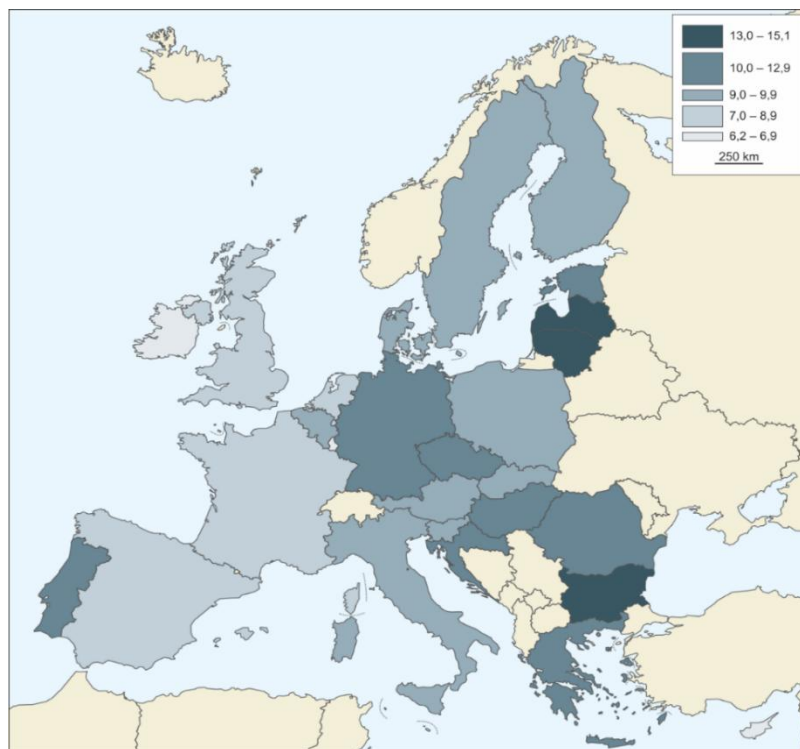 13,0 – 15,1
10,0 – 12,9
9,0 – 9,9
7,0 – 8,9
6,2 – 6,9
250 km